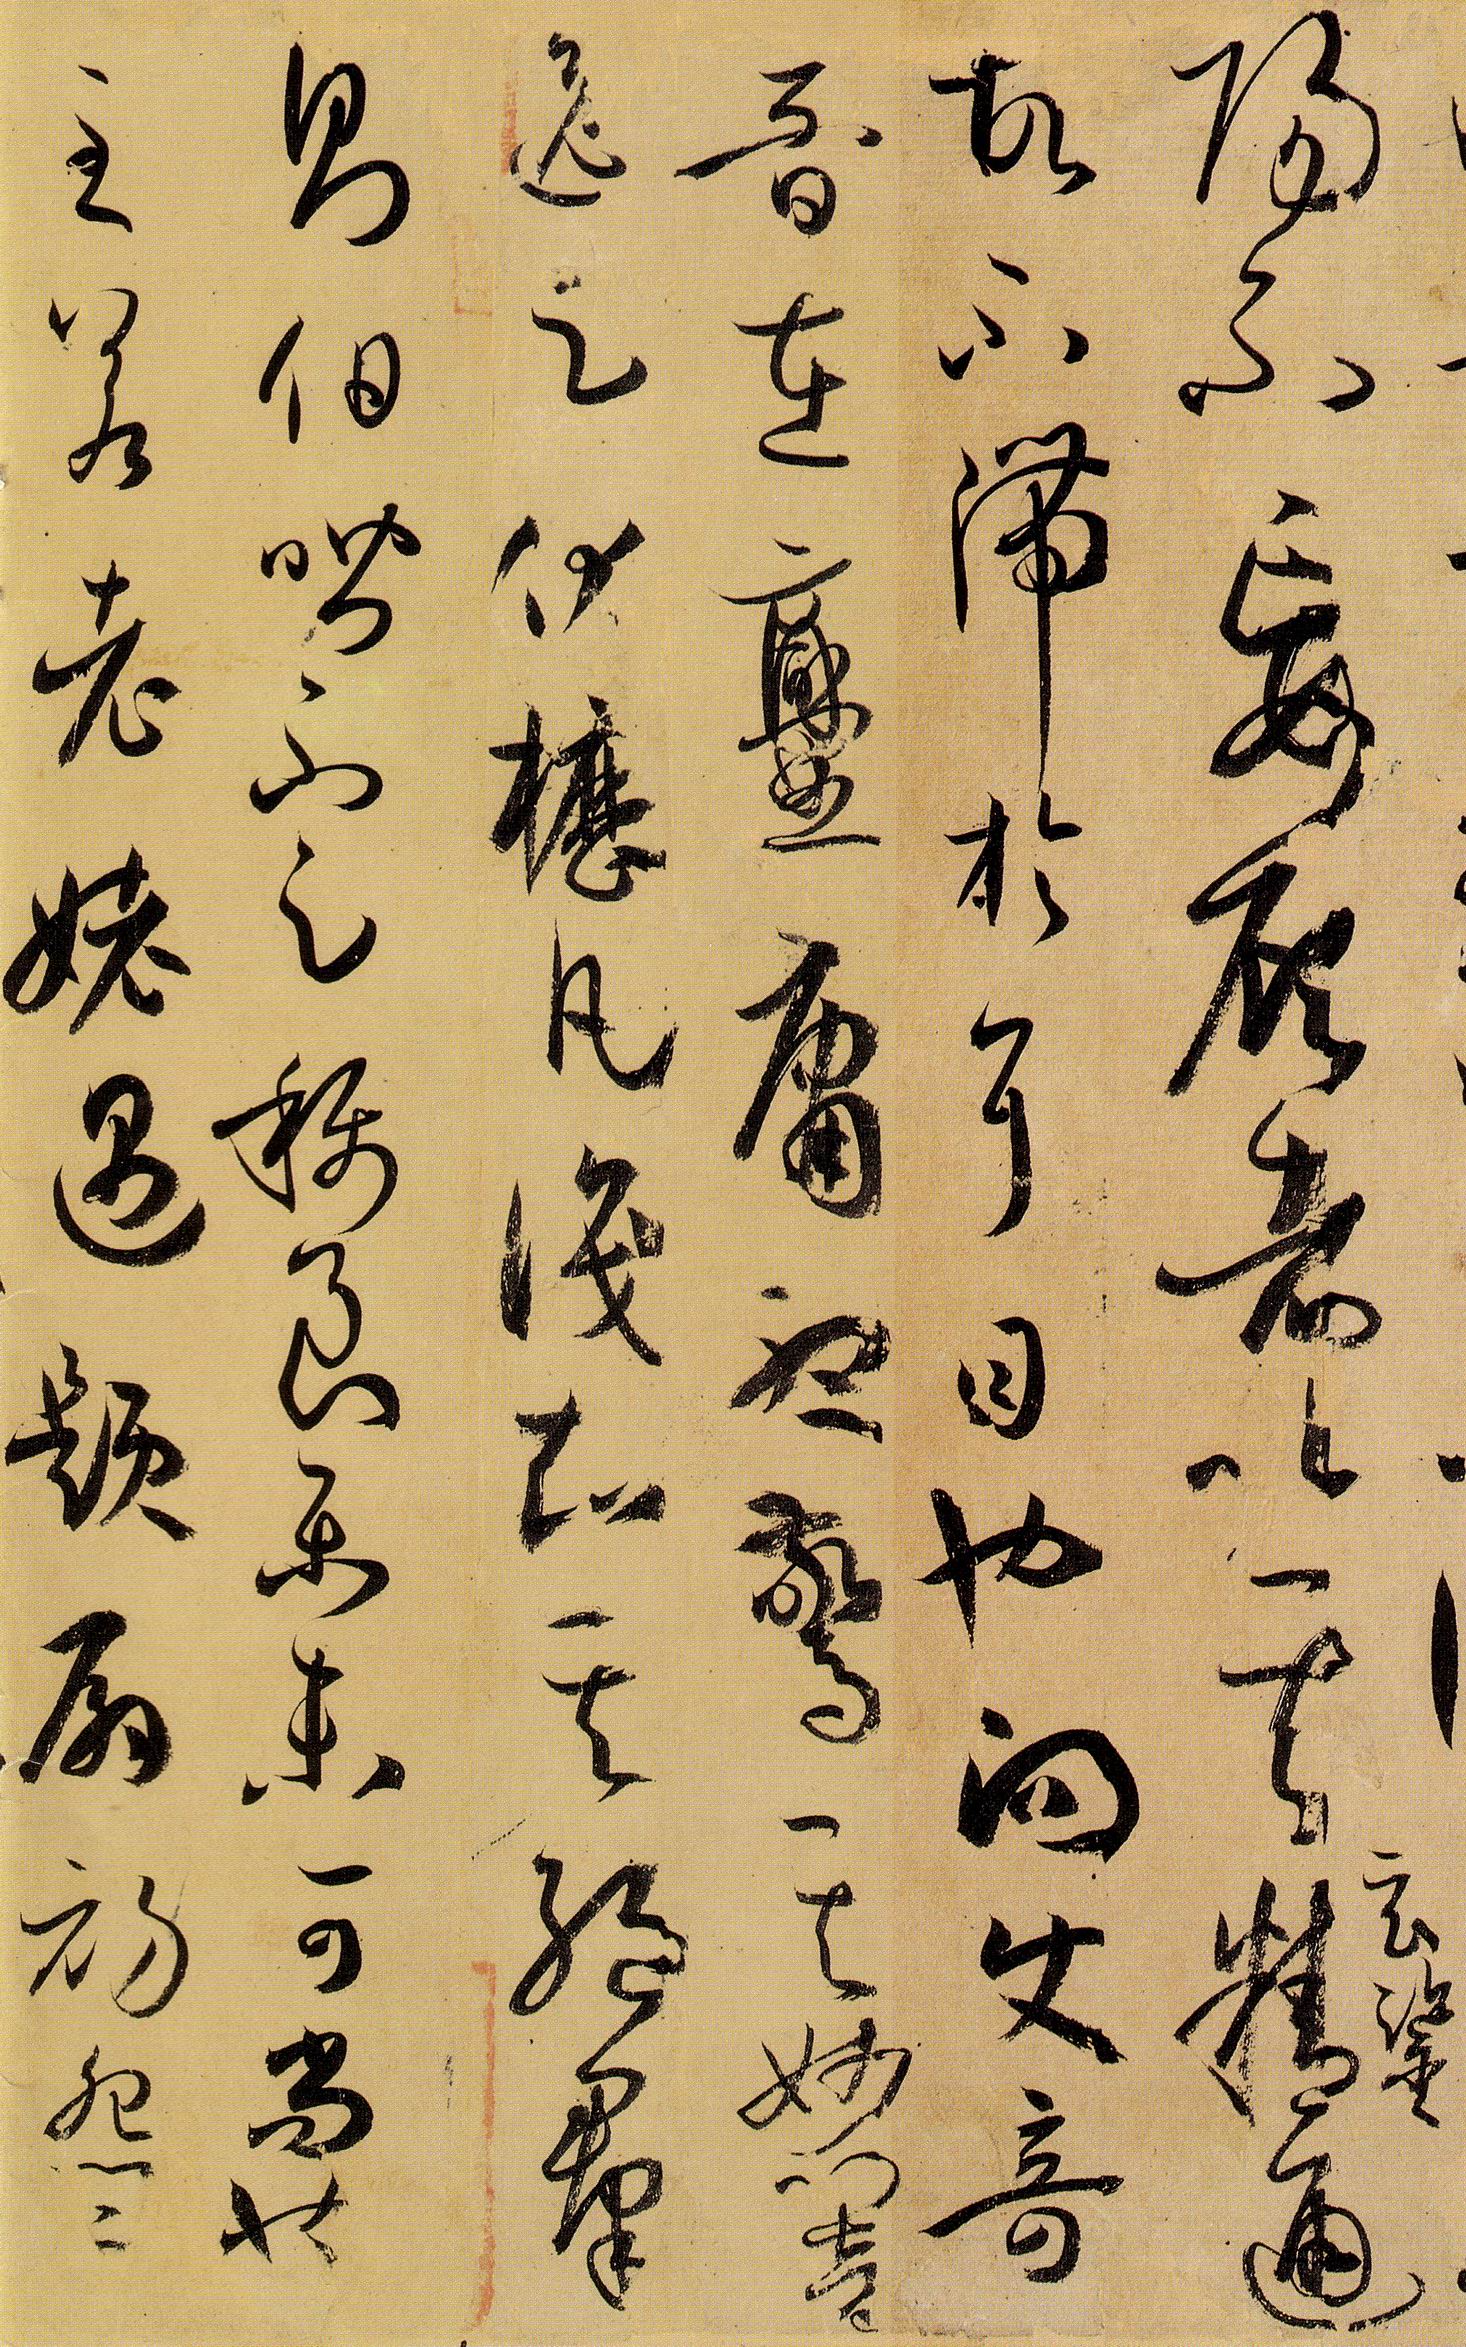 陽不妄顧者以其玄鑒精通
故不滯於耳目也向使奇
音在爨庸聽驚其妙響
逸足伏櫪凡識知其絕群
則伯喈不足稱良樂未可尚也
至若老姥遇題扇初怨而